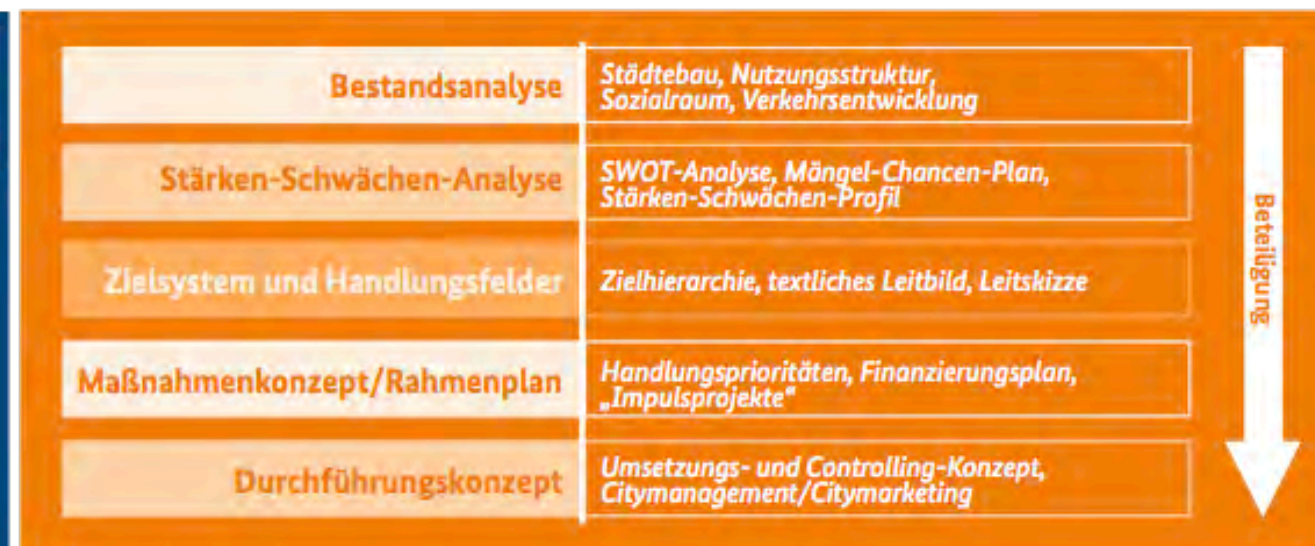 Bestandsanalyse
Städtebau, Nutzungsstruktur,
Sozialraum, Verkehrsentwicklung
Stärken-Schwächen-Analyse
SWOT-Analyse, Mängel-Chancen-Plan,
Stärken-Schwächen-Profil
Zielsystem und Handlungsfelder
Zielhierarchie, textliches Leitbild, Leitskizze
Maßnahmenkonzept/Rahmenplan
Handlungsprioritäten, Finanzierungsplan,
„Impulsprojekte“
Durchführungskonzept
Umsetzungs- und Controlling-Konzept,
Citymanagement/Citymarketing
Beteiligung